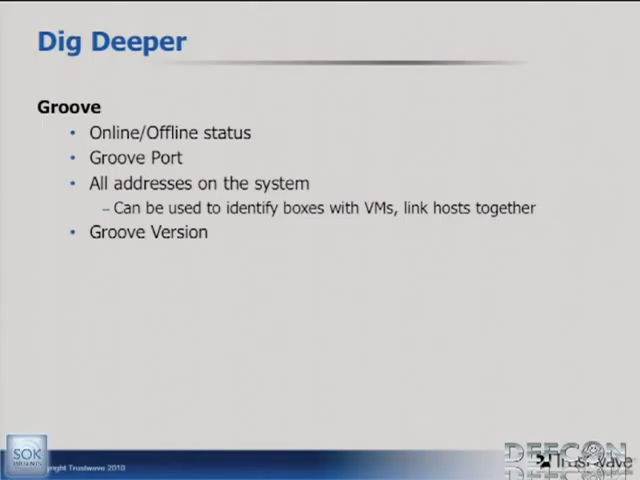 Dig Deeper
Groove
• Online/Offline status
• Groove Port
• All addresses on the system
– Can be used to identify boxes with VMs, link hosts together
• Groove Version
SOK
yright Trustwave 2010
DEFCON
Trustwave